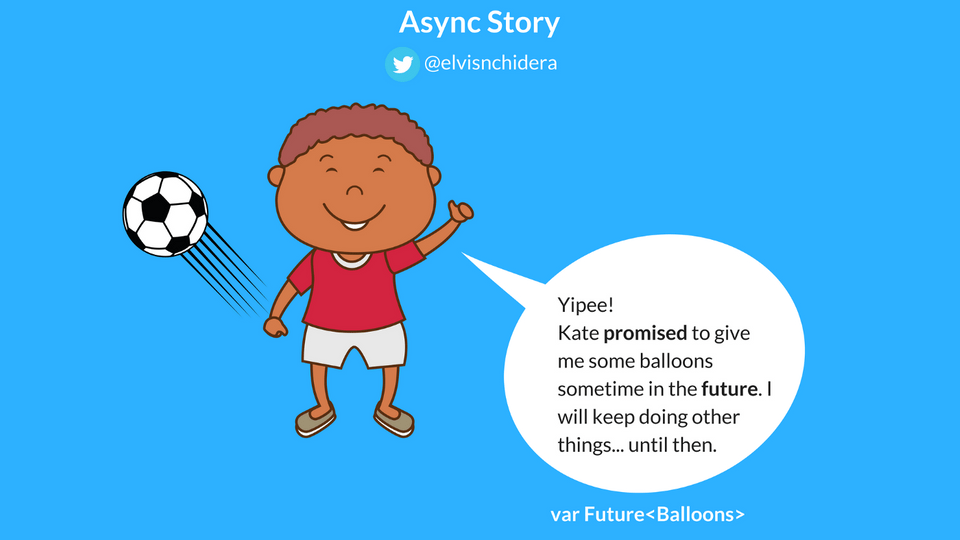 Async Story
@elvisnchidera
Yipee!
Kate promised to give
me some balloons
sometime in the future. I
will keep doing other
things... until then.
var Future<Balloons>